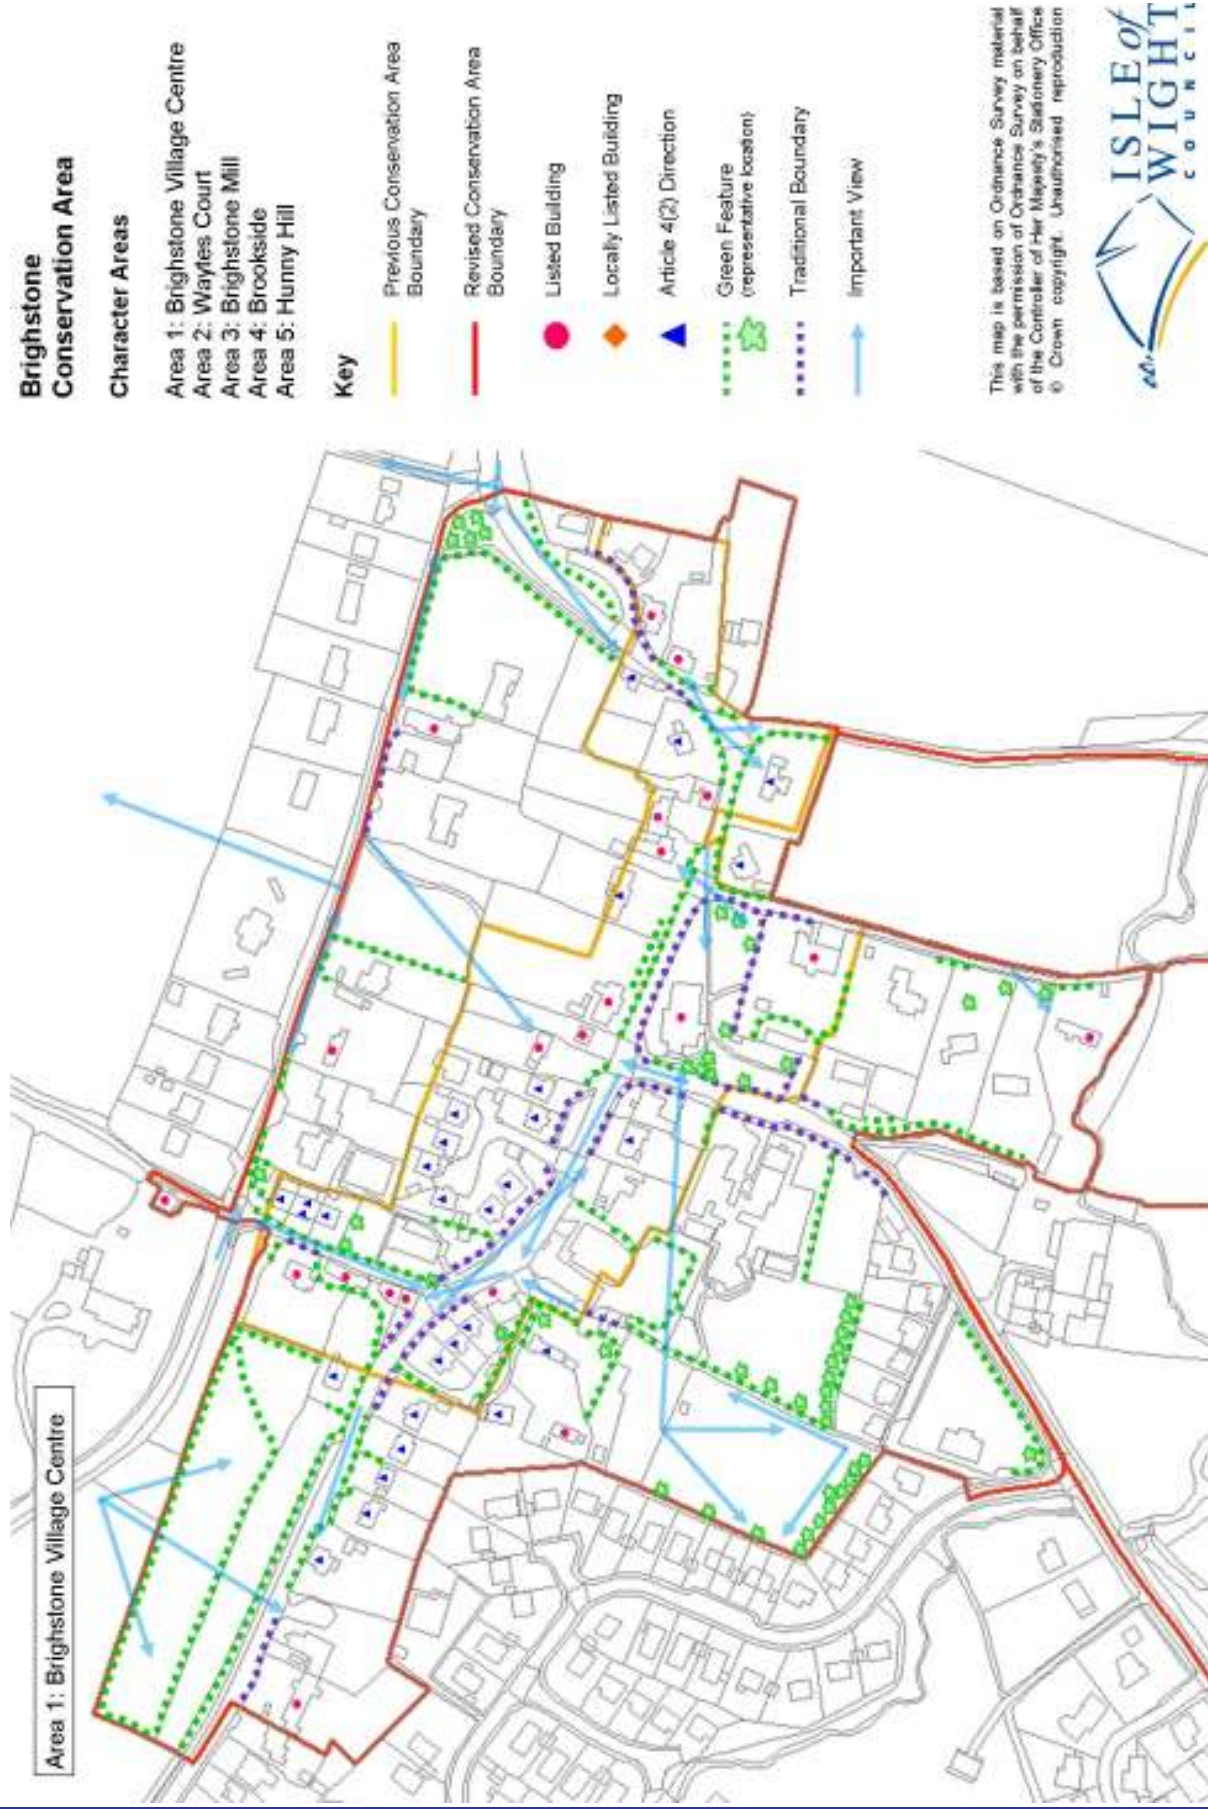 Area 1: Brighstone Village Centre
Brighstone
Conservation Area
Character Areas
Area 1: Brighstone Village Centre
Area 2: Waytes Court
Area 3: Brighstone Mill
Area 4: Brookside
Area 5: Hunny Hill
Key
Previous Conservation Area
Boundary
Revised Conservation Area
Boundary
Listed Building
Locally Listed Building
Article 4(2) Direction
Green Feature
(representative location)
Traditional Boundary
Important View
This map is based on Ordnance Survey material
with the permission of Ordnance Survey on behalf
of the Controller of Her Majesty's Stationery Office
© Crown copyright. Unauthorised reproduction
ISLE of
WIGHT
COUNCIL